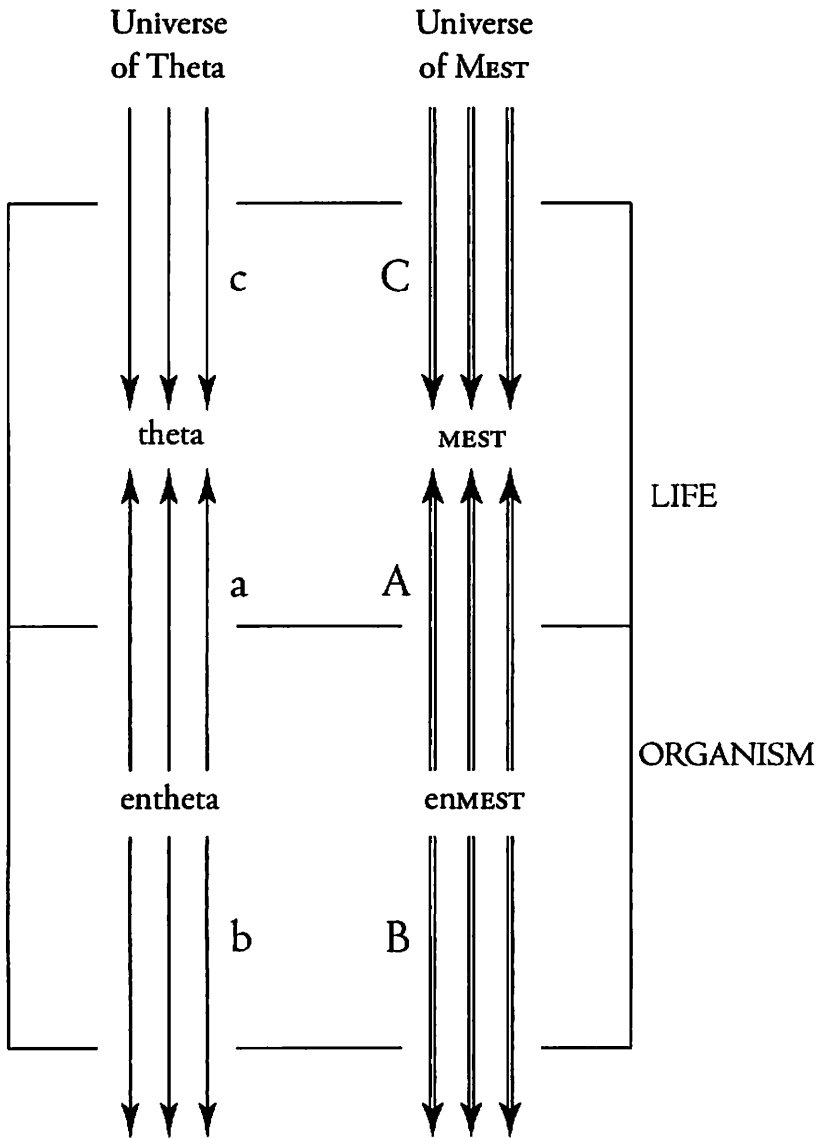 Universe
of Theta
Universe
of MEST
c
C
theta
MEST
LIFE
a
A
ORGANISM
entheta
enMEST
b
B